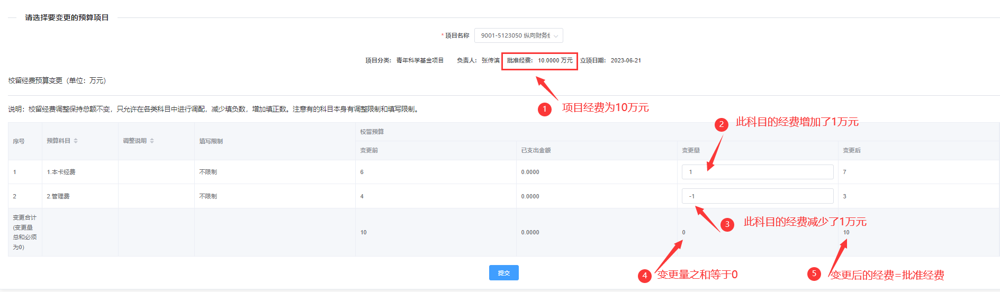 请选择要变更的预算项目
*项目名称 9001-5123050 纵向财务经
项目分类： 青年科学基金项目 负责人： 张传滨 批准经费： 10.0000 万元 立项日期： 2023-06-21
校留经费预算变更（单位：万元）
1 项目经费为10万元
说明：校留经费调整保持总额不变，只允许在各类科目中进行调配，减少填负数，增加填正数。注意有的科目本身有调整限制和填写限制。
2 此科目的经费增加了1万元
序号 预算科目 调整说明 填写限制 校留预算
变更前 已支出金额 变更量 变更后
1 1.本卡经费 不限制 6 0.0000 1 7
2 2.管理费 不限制 4 0.0000 -1 3
3 此科目的经费减少了1万元
变更合计
(变更量
总和必须
为0)
10 0.0000 0 10
提交
4 变更量之和等于0
5 变更后的经费=批准经费